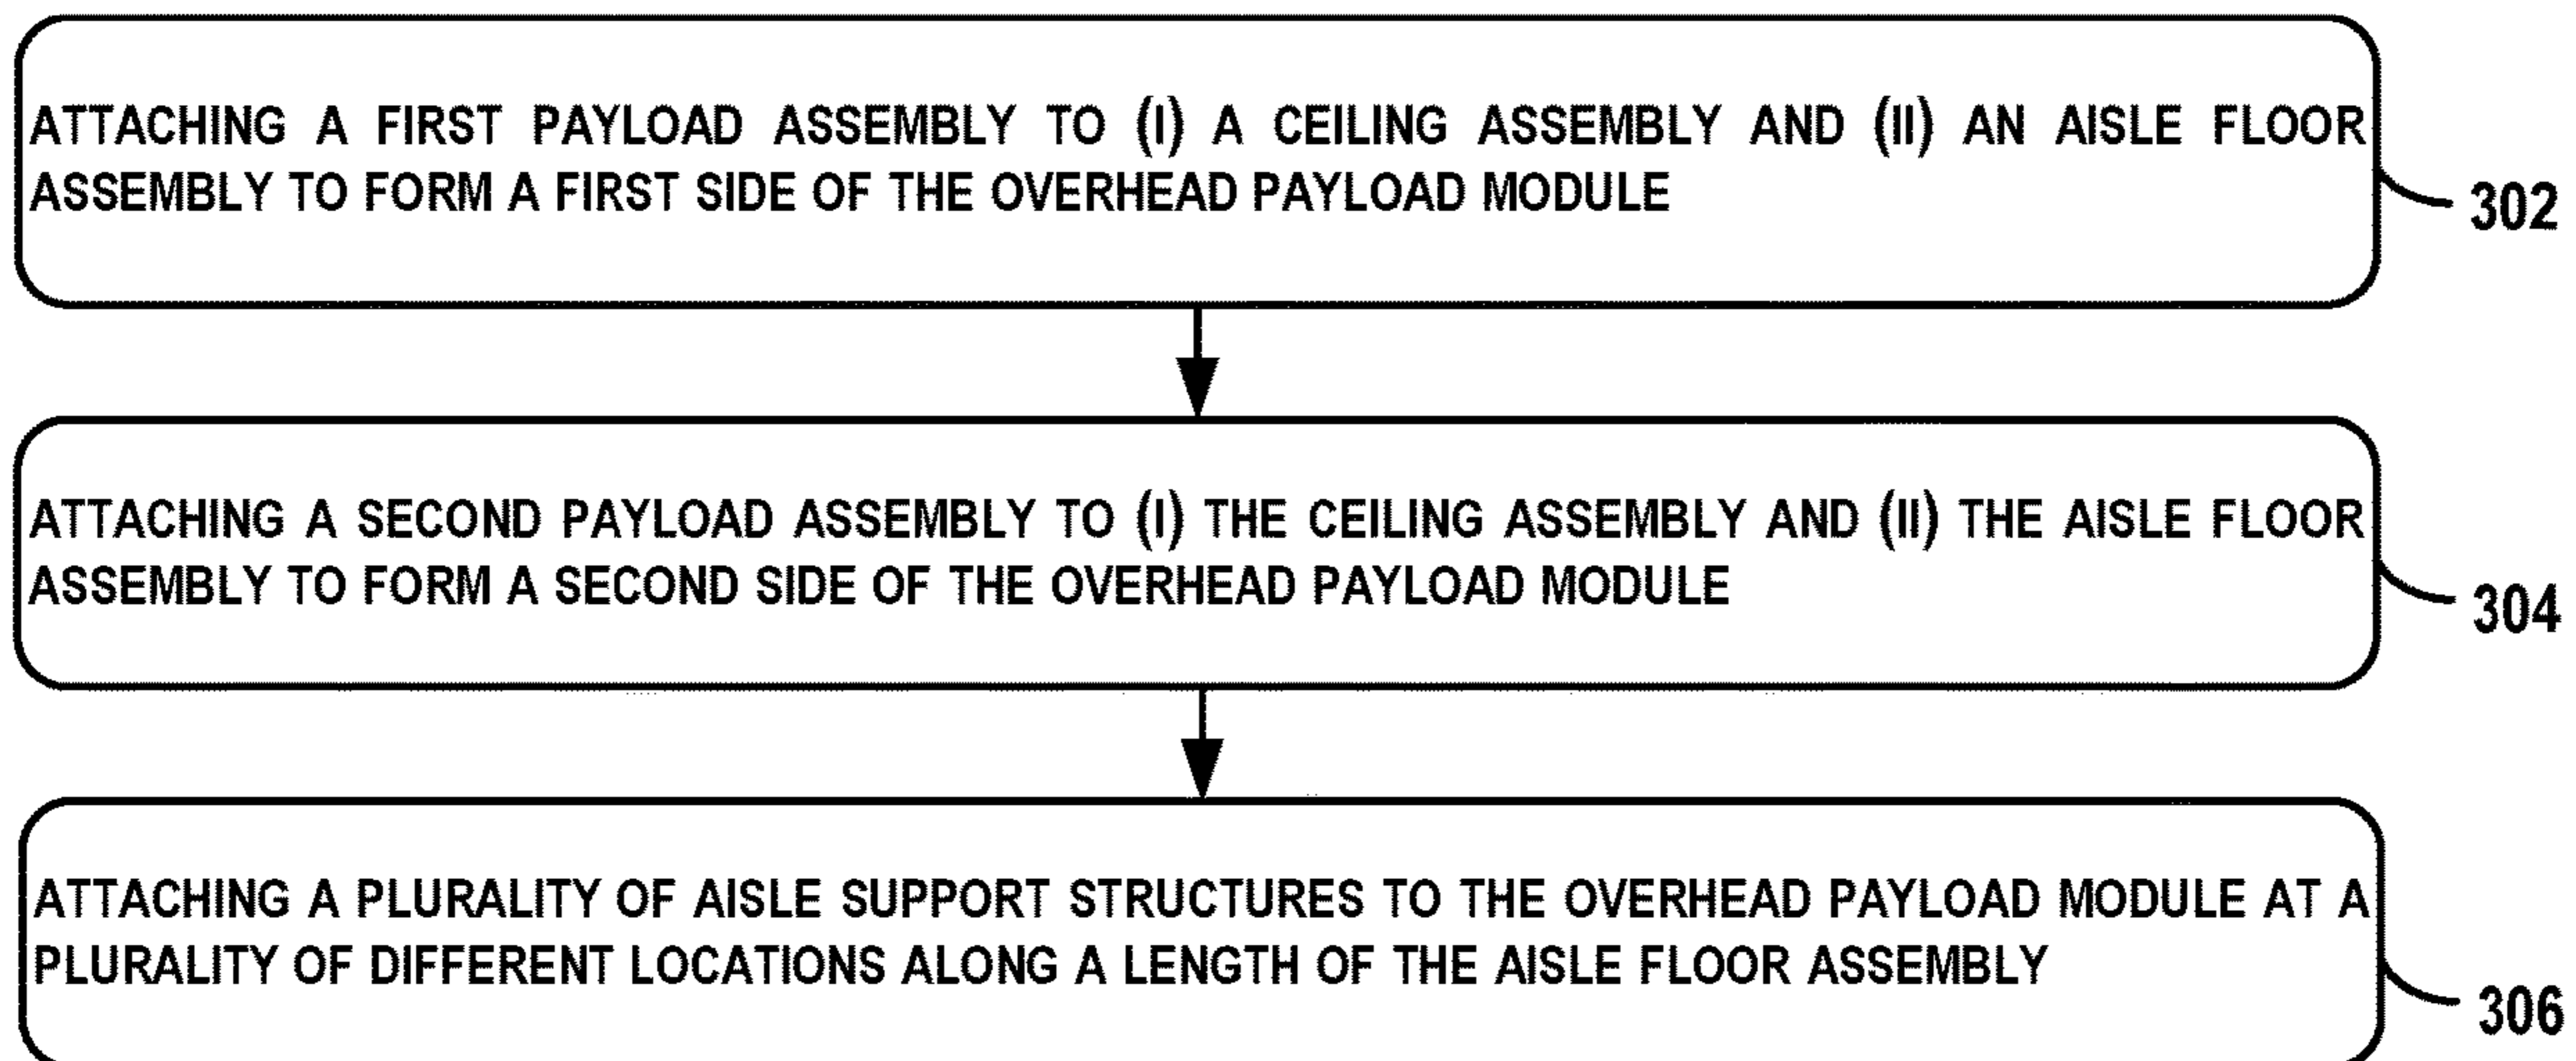 ATTACHING A FIRST PAYLOAD ASSEMBLY TO (I) A CEILING ASSEMBLY AND (II) AN AISLE FLOOR
ASSEMBLY TO FORM A FIRST SIDE OF THE OVERHEAD PAYLOAD MODULE
302
ATTACHING A SECOND PAYLOAD ASSEMBLY TO (I) THE CEILING ASSEMBLY AND (II) THE AISLE FLOOR
ASSEMBLY TO FORM A SECOND SIDE OF THE OVERHEAD PAYLOAD MODULE
304
ATTACHING A PLURALITY OF AISLE SUPPORT STRUCTURES TO THE OVERHEAD PAYLOAD MODULE AT A
PLURALITY OF DIFFERENT LOCATIONS ALONG A LENGTH OF THE AISLE FLOOR ASSEMBLY
306